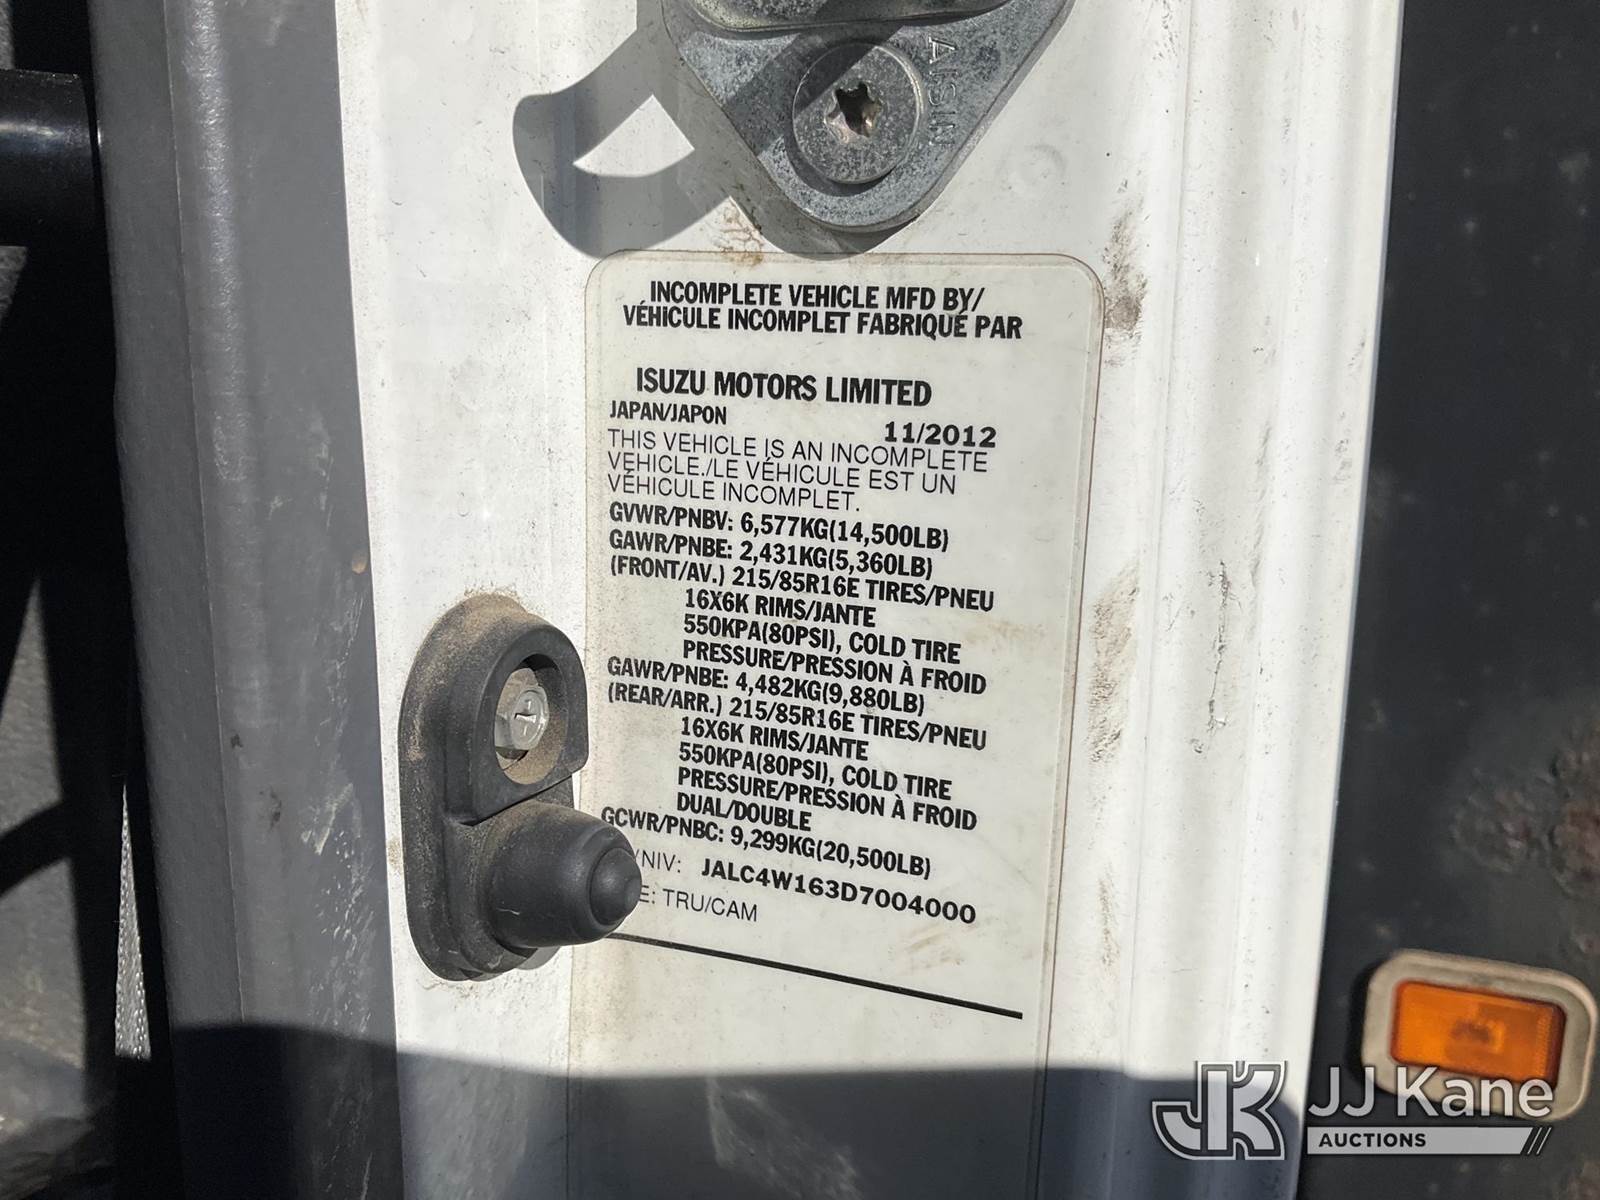 AISIN
INCOMPLETE VEHICLE MFD BY/
VÉHICULE INCOMPLET FABRIQUÉ PAR
ISUZU MOTORS LIMITED
JAPAN/JAPON
11/2012
THIS VEHICLE IS AN INCOMPLETE
VEHICLE./LE VÉHICULE EST UN
VÉHICULE INCOMPLET.
GVWR/PNBV: 6,577KG(14,500LB)
GAWR/PNBE: 2,431KG(5,360LB)
(FRONT/AV.) 215/85R16E TIRES/PNEU
16X6K RIMS/JANTE
550KPA(80PSI), COLD TIRE
PRESSURE/PRESSION À FROID
GAWR/PNBE: 4,482KG(9,880LB)
(REAR/ARR.) 215/85R16E TIRES/PNEU
16X6K RIMS/JANTE
550KPA(80PSI), COLD TIRE
PRESSURE/PRESSION À FROID
DUAL/DOUBLE
GCWR/PNBC: 9,299KG(20,500LB)
/NIV: JALC4W163D7004000
E: TRU/CAM
JK JJ Kane
AUCTIONS